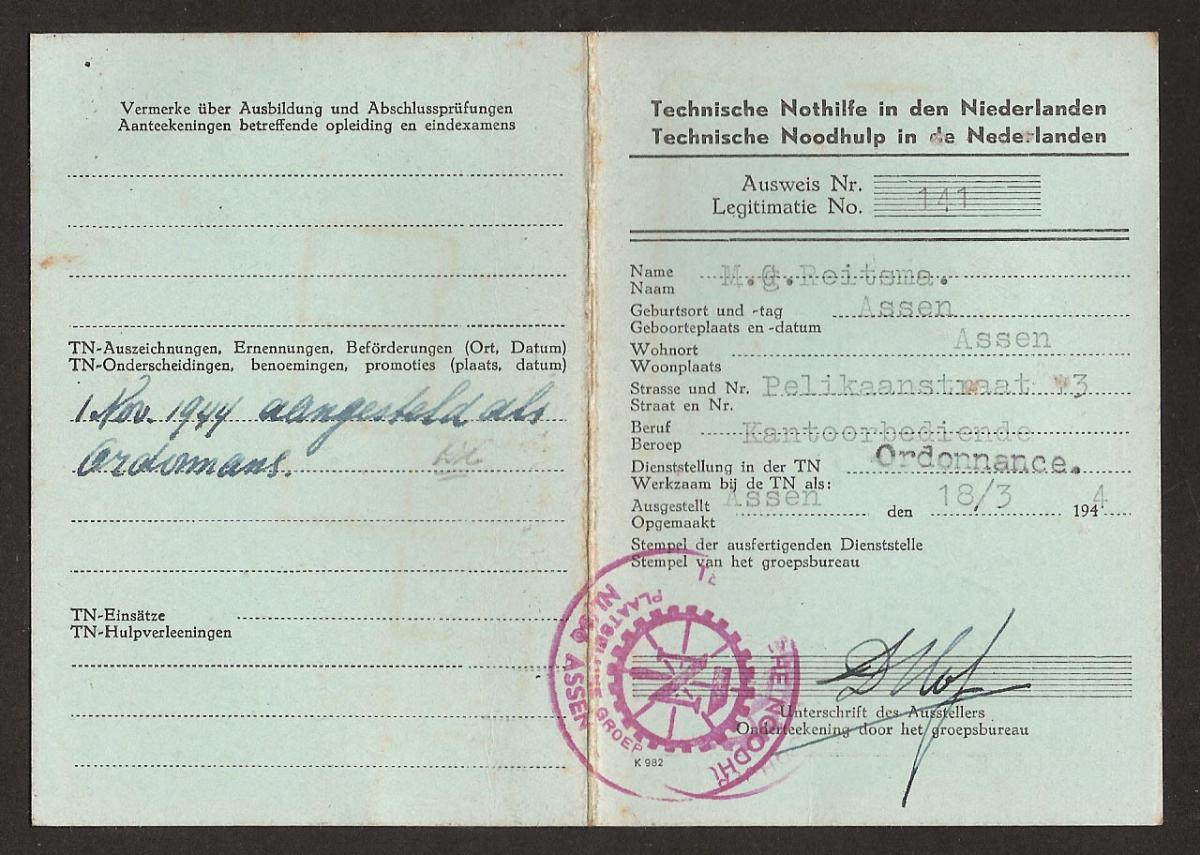 Vermerke über Ausbildung und Abschlussprüfungen
Aanteekeningen betreffende opleiding en eindexamens
TN-Auszeichnungen, Ernennungen, Beförderungen (Ort, Datum)
TN-Onderscheidingen, benoemingen, promoties (plaats, datum)
1 Nov. 1944 aangesteld als
Ordonnans.
TN-Einsätze
TN-Hulpverleeningen
Technische Nothilfe in den Niederlanden
Technische Noodhulp in de Nederlanden
Ausweis Nr.
Legitimatie No. 141
Name
Naam M.G.Reitsma.
Geburtsort und -tag Assen
Geboorteplaats en -datum
Wohnort Assen
Woonplaats
Strasse und Nr. Pelikaanstraat 3
Straat en Nr.
Beruf Kantoorbediende
Beroep
Dienststellung in der TN Ordonnance.
Werkzaam bij de TN als:
Ausgestellt Assen den 18/3 1944
Opgemaakt
Stempel der ausfertigenden Dienststelle
Stempel van het groepsbureau
PLAATSELIJKE GROEP
ASSEN
Unterschrift des Ausstellers
Onderteekening door het groepsbureau
K 982